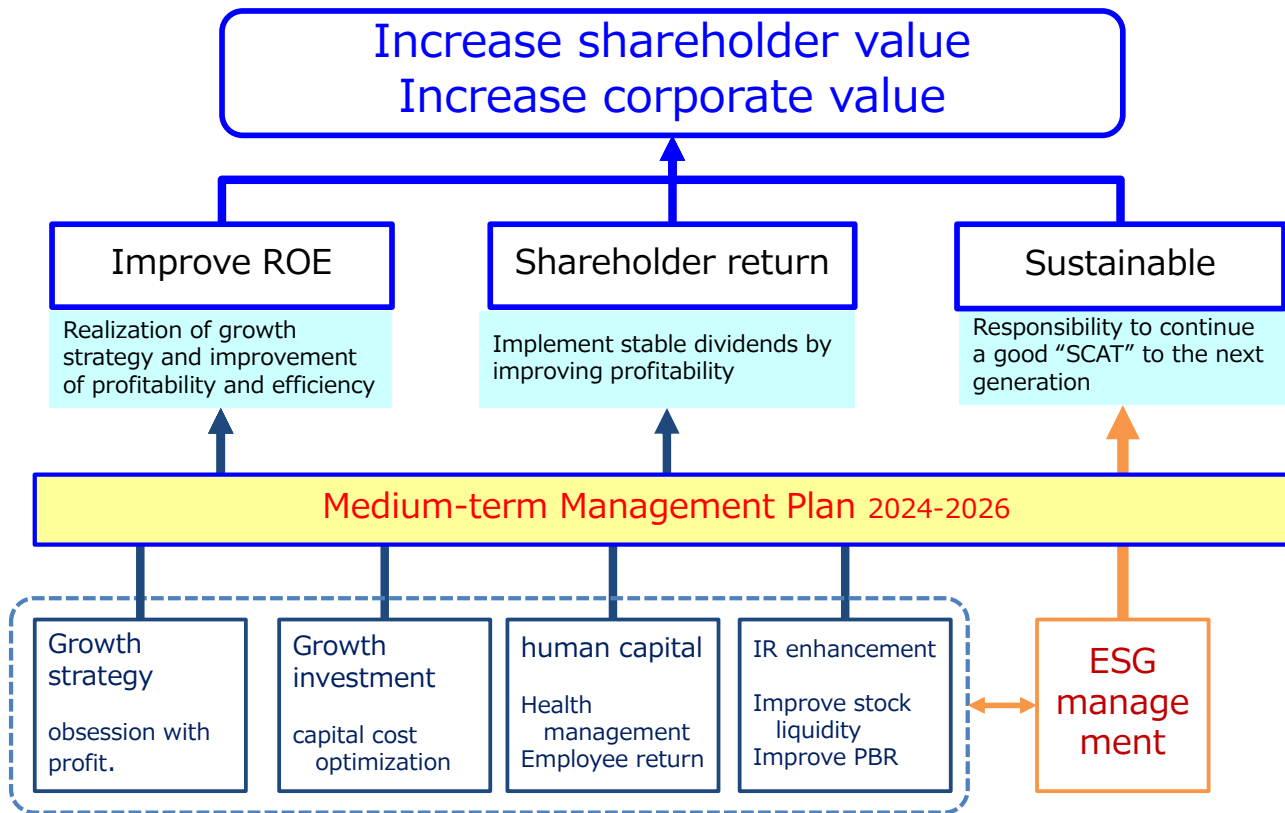 Increase shareholder value
Increase corporate value
Improve ROE
Realization of growth
strategy and improvement
of profitability and efficiency
Shareholder return
Implement stable dividends by
improving profitability
Sustainable
Responsibility to continue
a good “SCAT” to the next
generation
Medium-term Management Plan 2024-2026
Growth
strategy
obsession with
profit.
Growth
investment
capital cost
optimization
human capital
Health
management
Employee return
IR enhancement
Improve stock
liquidity
Improve PBR
ESG
manage
ment